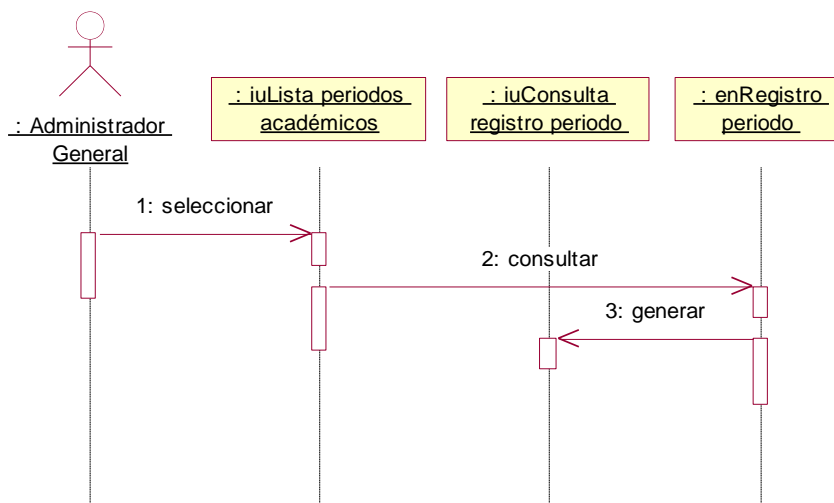 : Administrador
General
: iuLista periodos
académicos
: iuConsulta
registro periodo
: enRegistro
periodo
1: seleccionar
2: consultar
3: generar